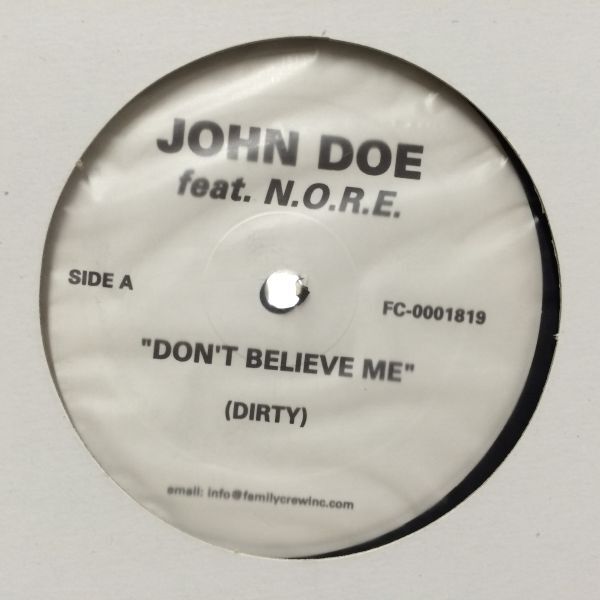 JOHN DOE
feat. N.O.R.E.
SIDE A
FC-0001819
"DON'T BELIEVE ME"
(DIRTY)
email: info@familycrewinc.com